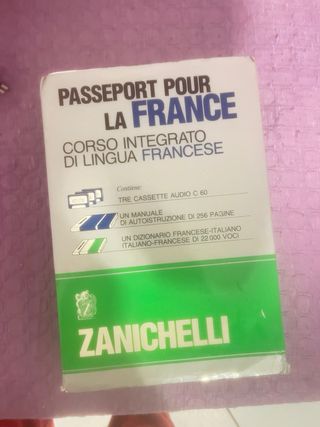 PASSEPORT POUR
LA FRANCE
CORSO INTEGRATO
DI LINGUA FRANCESE
Contiene:
TRE CASSETTE AUDIO C 60
UN MANUALE
DI AUTOISTRUZIONE DI 256 PAGINE
UN DIZIONARIO FRANCESE-ITALIANO
ITALIANO-FRANCESE DI 22 000 VOCI
ZANICHELLI